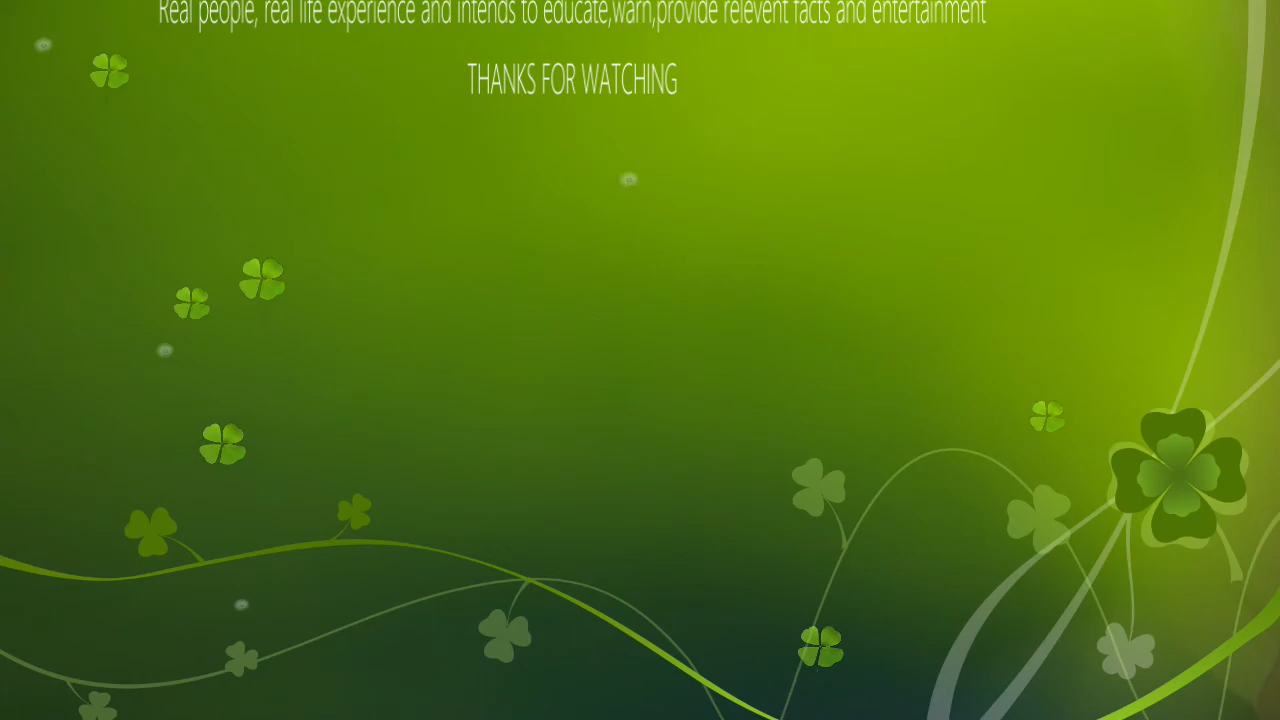 Real people, real life experience and intends to educate,warn,provide relevent facts and entertainment
THANKS FOR WATCHING